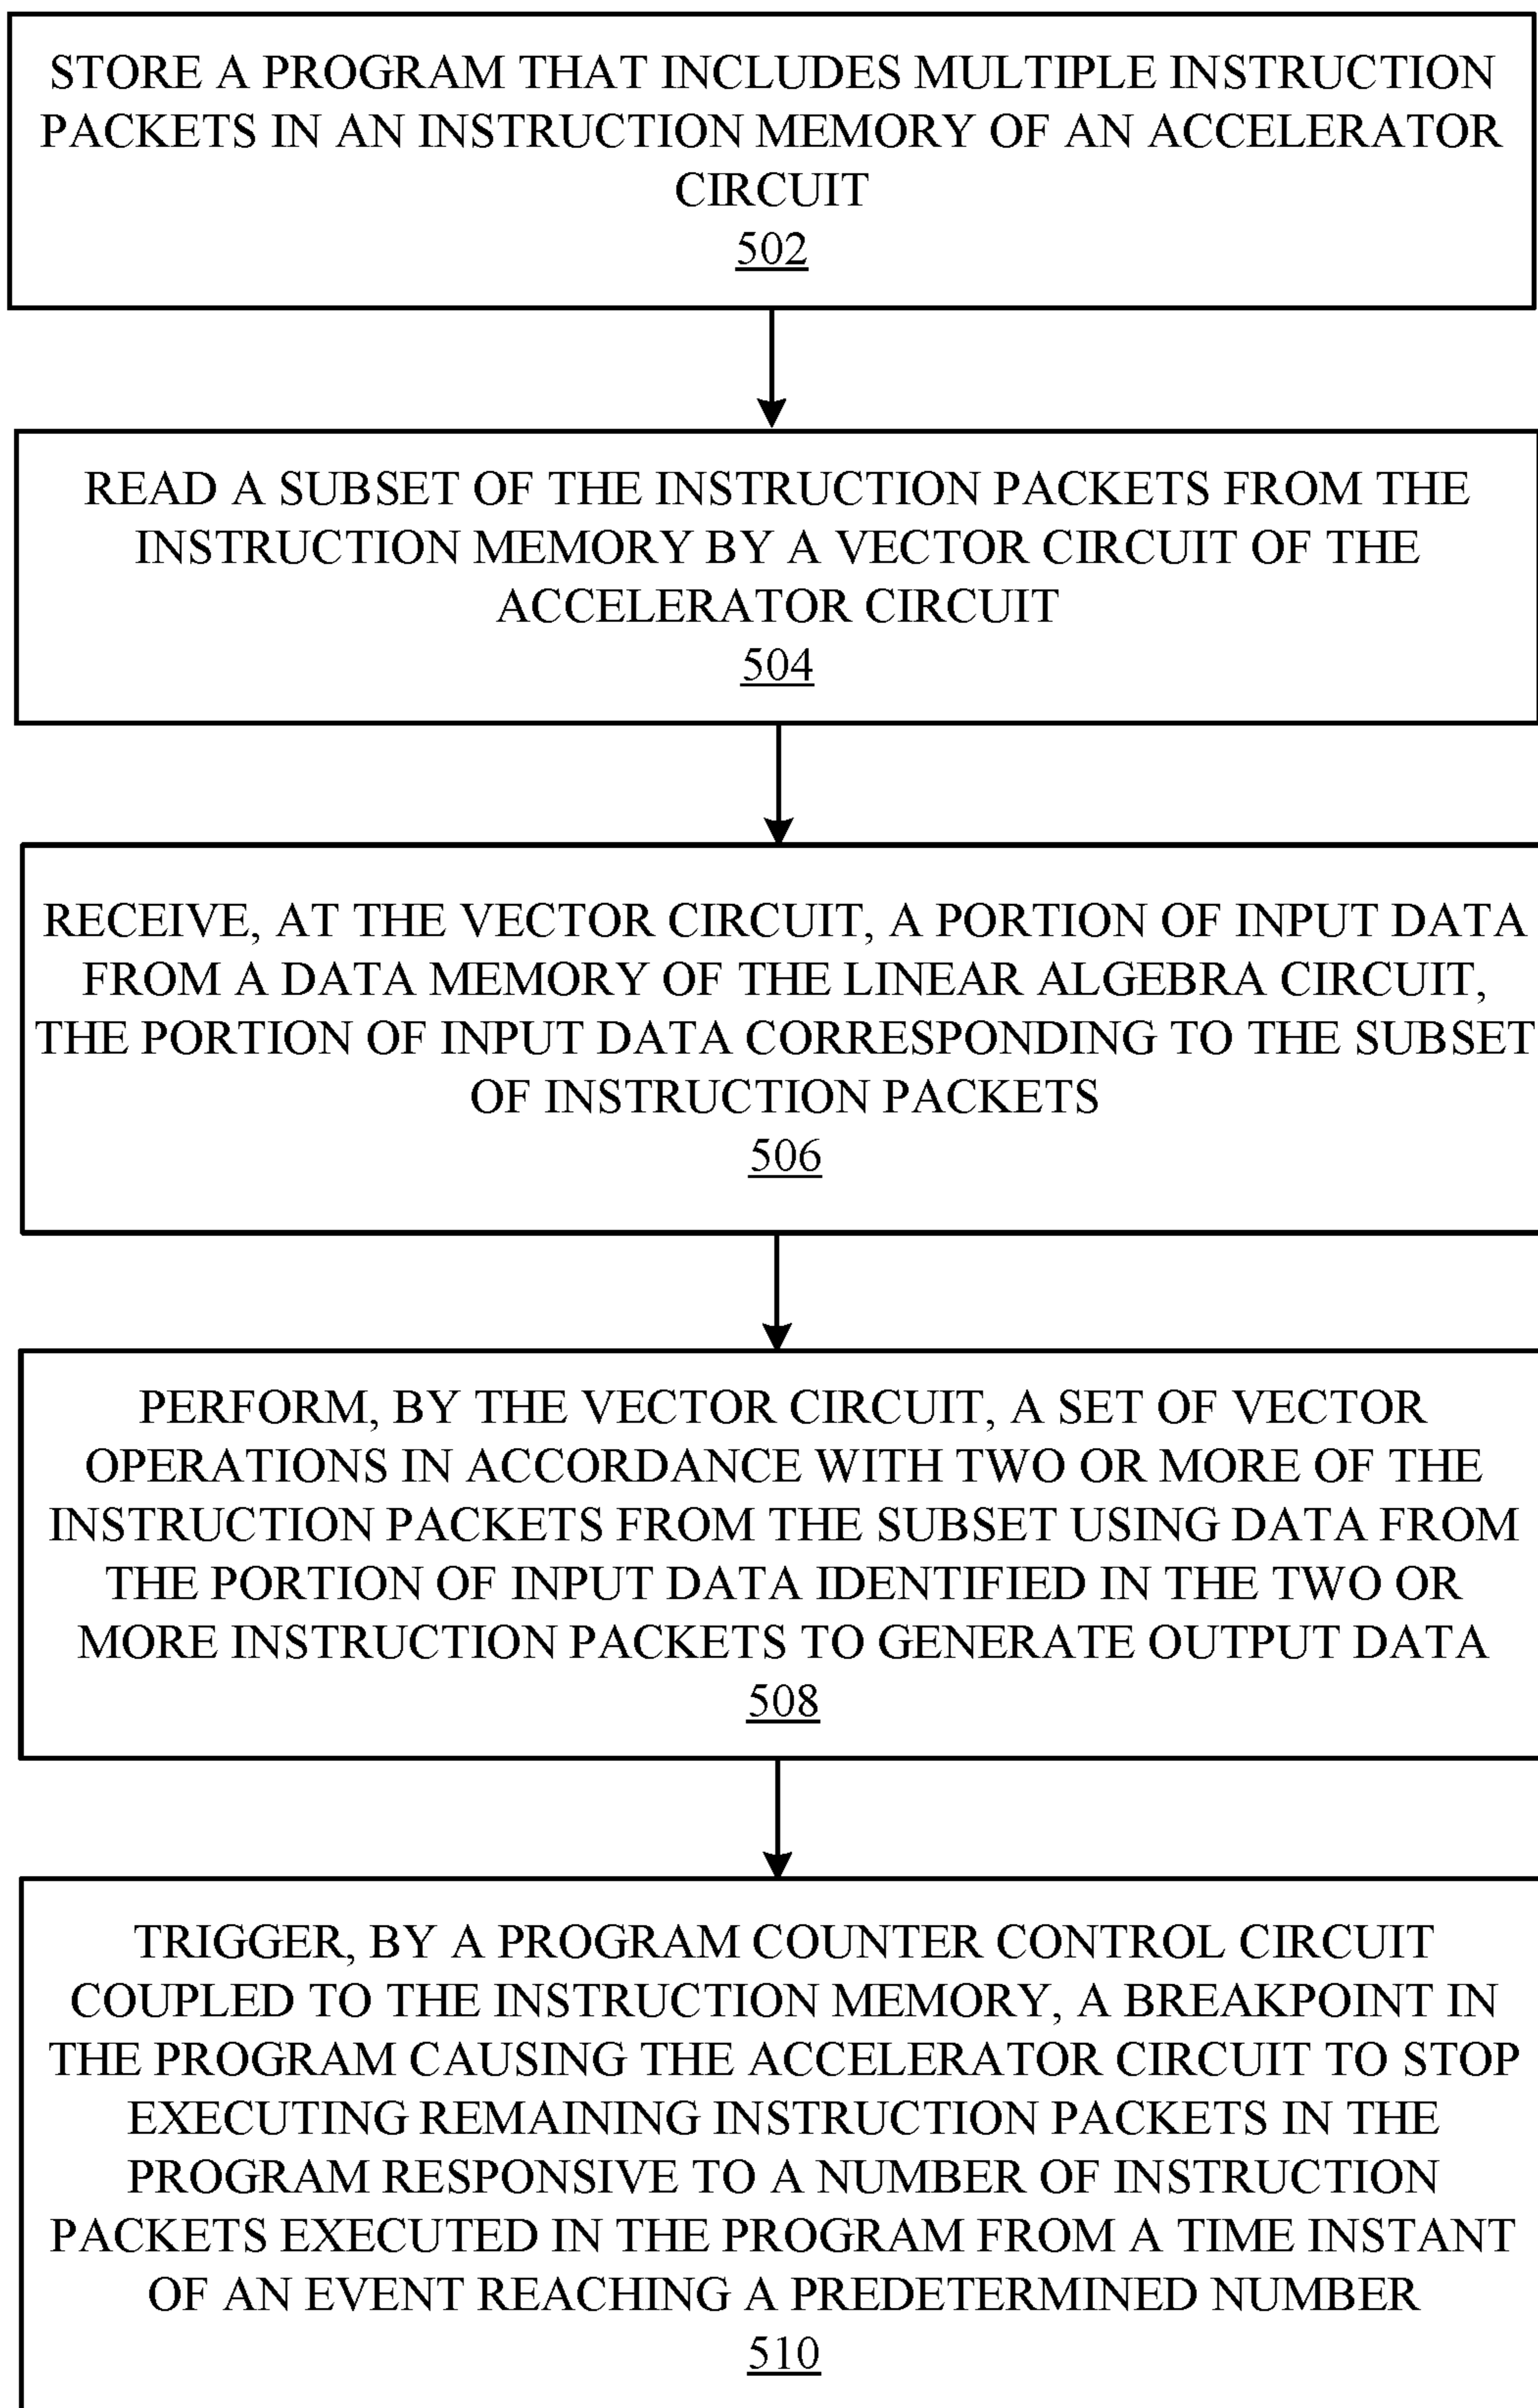 STORE A PROGRAM THAT INCLUDES MULTIPLE INSTRUCTION
PACKETS IN AN INSTRUCTION MEMORY OF AN ACCELERATOR
CIRCUIT
502
READ A SUBSET OF THE INSTRUCTION PACKETS FROM THE
INSTRUCTION MEMORY BY A VECTOR CIRCUIT OF THE
ACCELERATOR CIRCUIT
504
RECEIVE, AT THE VECTOR CIRCUIT, A PORTION OF INPUT DATA
FROM A DATA MEMORY OF THE LINEAR ALGEBRA CIRCUIT,
THE PORTION OF INPUT DATA CORRESPONDING TO THE SUBSET
OF INSTRUCTION PACKETS
506
PERFORM, BY THE VECTOR CIRCUIT, A SET OF VECTOR
OPERATIONS IN ACCORDANCE WITH TWO OR MORE OF THE
INSTRUCTION PACKETS FROM THE SUBSET USING DATA FROM
THE PORTION OF INPUT DATA IDENTIFIED IN THE TWO OR
MORE INSTRUCTION PACKETS TO GENERATE OUTPUT DATA
508
TRIGGER, BY A PROGRAM COUNTER CONTROL CIRCUIT
COUPLED TO THE INSTRUCTION MEMORY, A BREAKPOINT IN
THE PROGRAM CAUSING THE ACCELERATOR CIRCUIT TO STOP
EXECUTING REMAINING INSTRUCTION PACKETS IN THE
PROGRAM RESPONSIVE TO A NUMBER OF INSTRUCTION
PACKETS EXECUTED IN THE PROGRAM FROM A TIME INSTANT
OF AN EVENT REACHING A PREDETERMINED NUMBER
510